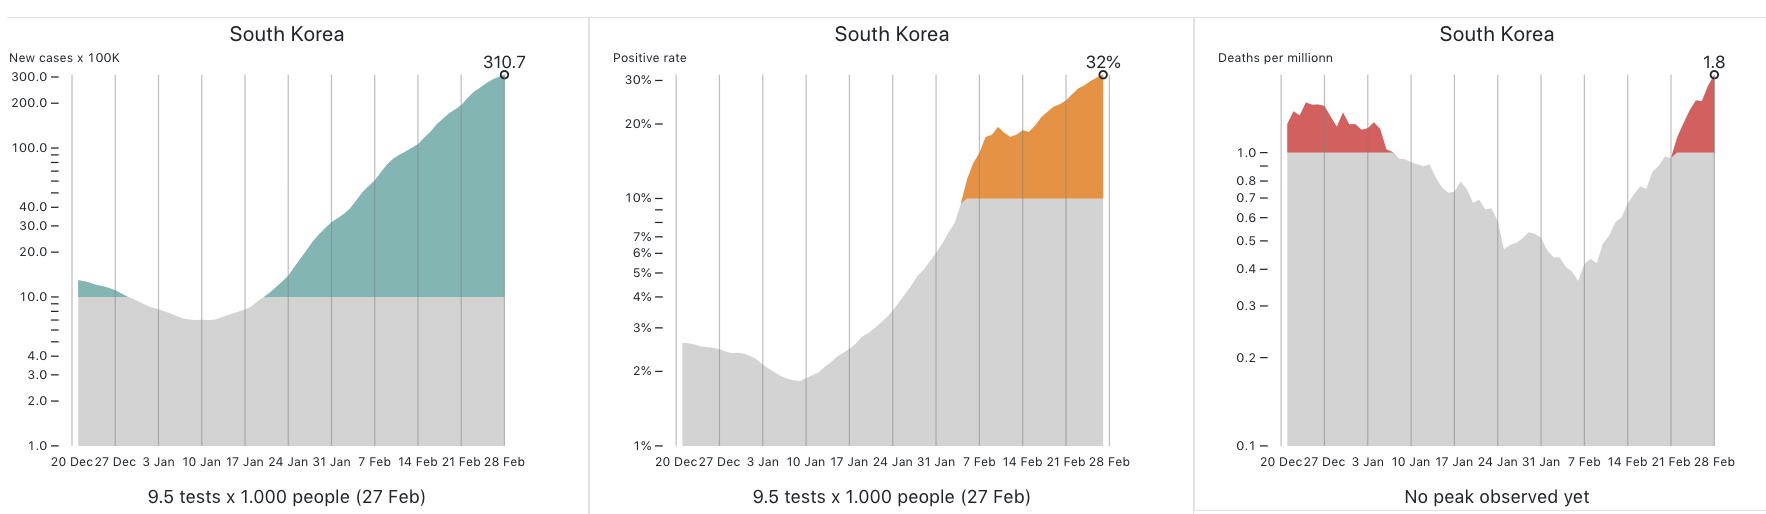 South Korea
New cases x 100K
310.7
300.0
200.0
100.0
40.0
30.0
20.0
10.0
4.0
3.0
2.0
1.0
20 Dec 27 Dec 3 Jan 10 Jan 17 Jan 24 Jan 31 Jan 7 Feb 14 Feb 21 Feb 28 Feb
9.5 tests x 1.000 people (27 Feb)
South Korea
Positive rate
32%
30%
20%
10%
7%
6%
5%
4%
3%
2%
1%
20 Dec 27 Dec 3 Jan 10 Jan 17 Jan 24 Jan 31 Jan 7 Feb 14 Feb 21 Feb 28 Feb
9.5 tests x 1.000 people (27 Feb)
South Korea
Deaths per millionn
1.8
1.0
0.8
0.7
0.6
0.5
0.4
0.3
0.2
0.1
20 Dec 27 Dec 3 Jan 10 Jan 17 Jan 24 Jan 31 Jan 7 Feb 14 Feb 21 Feb 28 Feb
No peak observed yet